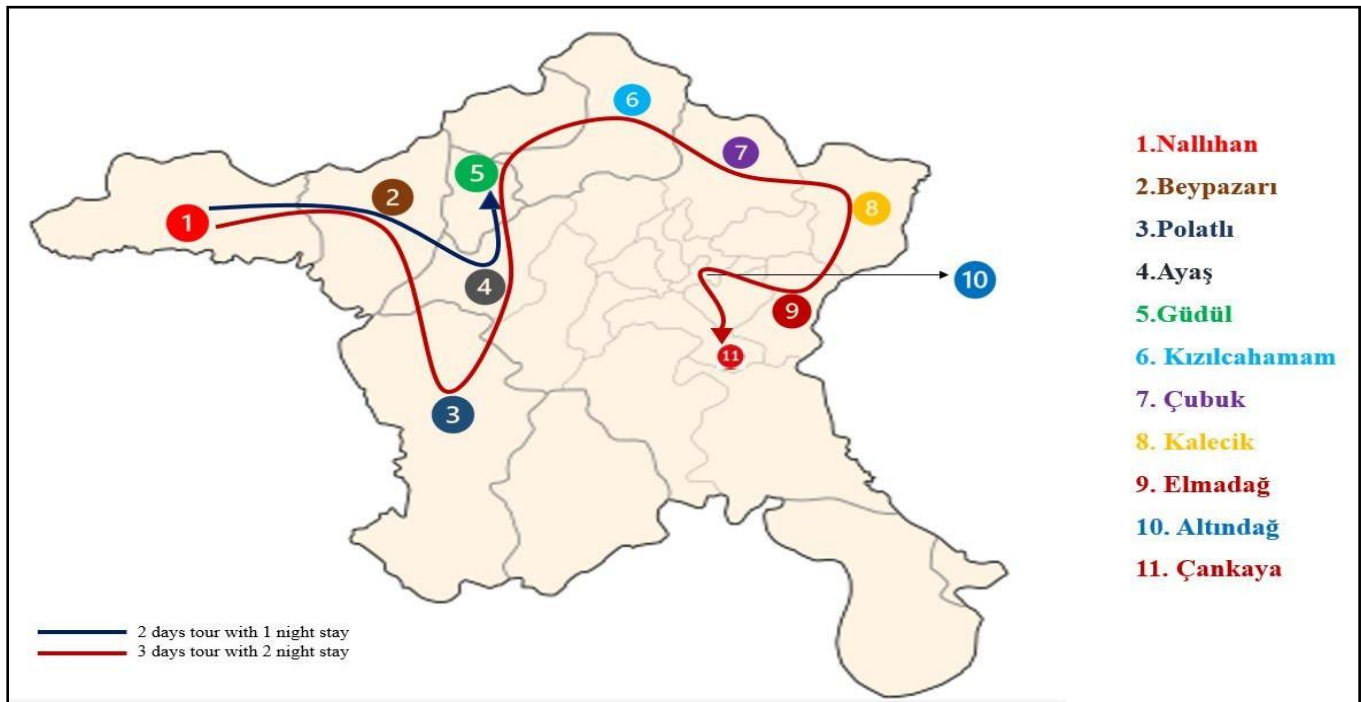 6
7
5
2
8
1
4
10
9
11
3
1.Nallıhan
2.Beypazarı
3.Polatlı
4.Ayaş
5.Güdül
6. Kızılcahamam
7. Çubuk
8. Kalecik
9. Elmadağ
10. Altındağ
11. Çankaya
2 days tour with 1 night stay
3 days tour with 2 night stay